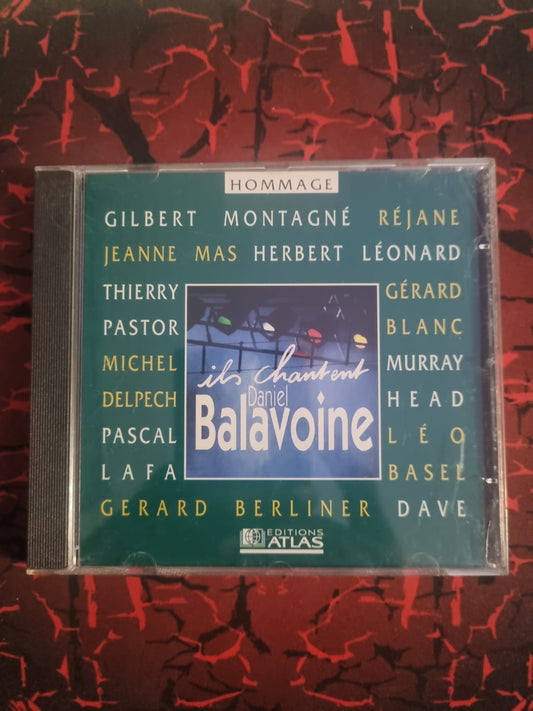 HOMMAGE
GILBERT MONTAGNÉ RÉJANE
JEANNE MAS HERBERT LÉONARD
THIERRY
PASTOR
MICHEL
DELPECH
PASCAL
LAFA
GÉRARD
BLANC
MURRAY
HEAD
LÉO
BASEL
ils chantent
Daniel
Balavoine
GERARD BERLINER DAVE
EDITIONS
ATLAS